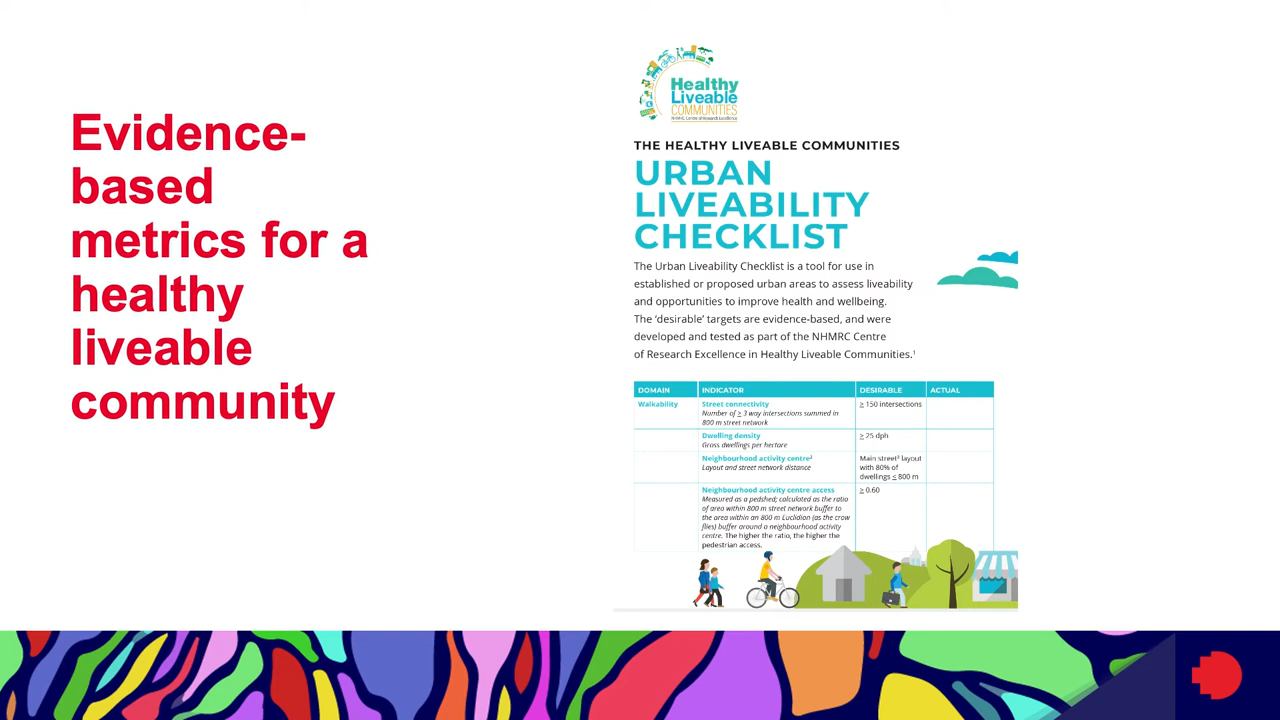 Evidence-
based
metrics for a
healthy
liveable
community
Healthy
Liveable
COMMUNITIES
NHMRC Centre of Research Excellence
THE HEALTHY LIVEABLE COMMUNITIES
URBAN
LIVEABILITY
CHECKLIST
The Urban Liveability Checklist is a tool for use in
established or proposed urban areas to assess liveability
and opportunities to improve health and wellbeing.
The ‘desirable’ targets are evidence-based, and were
developed and tested as part of the NHMRC Centre
of Research Excellence in Healthy Liveable Communities.¹
DOMAIN INDICATOR DESIRABLE ACTUAL
Walkability Street connectivity ≥ 150 intersections
Number of ≥ 3 way intersections summed in
800 m street network
Dwelling density ≥ 25 dph
Gross dwellings per hectare
Neighbourhood activity centre² Main street³ layout
Layout and street network distance with 80% of
dwellings ≤ 800 m
Neighbourhood activity centre access ≥ 0.60
Measured as a pedshed; calculated as the ratio
of area within 800 m street network buffer to
the area within an 800 m Euclidian (as the crow
flies) buffer around a neighbourhood activity
centre. The higher the ratio, the higher the
pedestrian access.